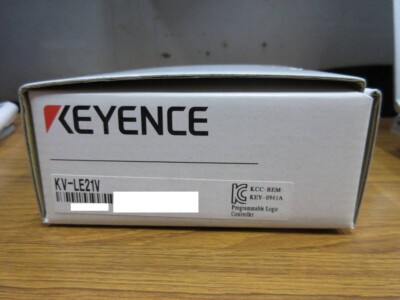 KEYENCE
KV-LE21V
KCC-REM
KEY-0941A
Programmable Logic
Controller